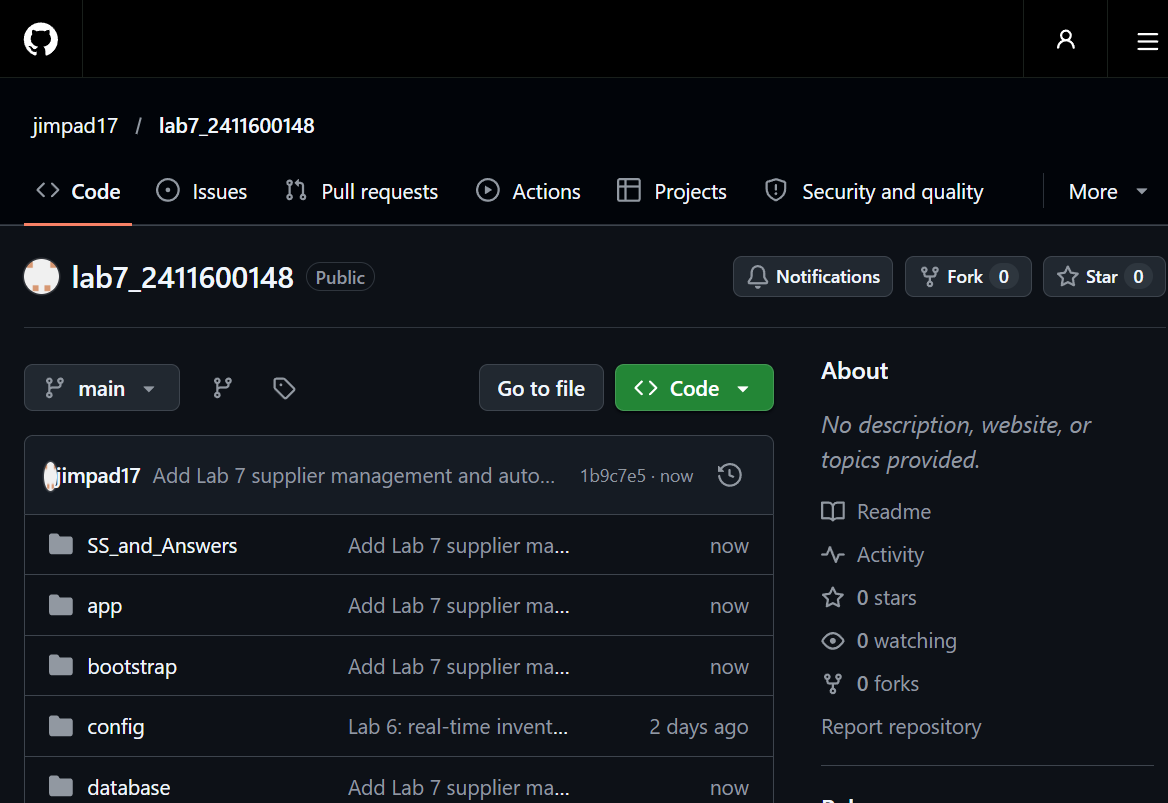 jimpad17 / lab7_2411600148
Code Issues Pull requests Actions Projects Security and quality More
lab7_2411600148 Public Notifications Fork 0 Star 0
main Go to file Code
jimpad17 Add Lab 7 supplier management and auto... 1b9c7e5 · now
SS_and_Answers Add Lab 7 supplier ma... now
app Add Lab 7 supplier ma... now
bootstrap Add Lab 7 supplier ma... now
config Lab 6: real-time invent... 2 days ago
database Add Lab 7 supplier ma... now
About
No description, website, or
topics provided.
Readme
Activity
0 stars
0 watching
0 forks
Report repository